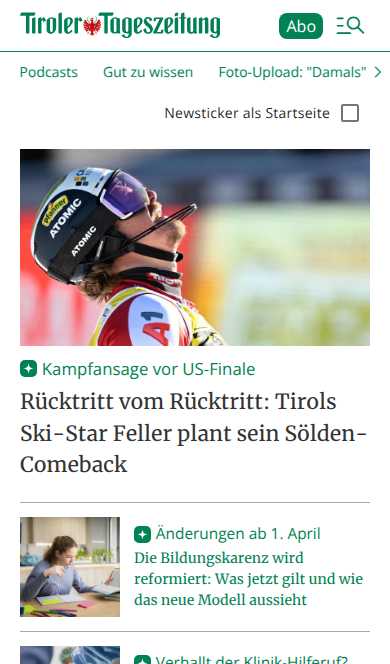 Tiroler Tageszeitung
Abo
Podcasts Gut zu wissen Foto-Upload: "Damals"
Newsticker als Startseite
Pfanner
ATOMIC
ATOMIC
A1
Kampfansage vor US-Finale
Rücktritt vom Rücktritt: Tirols
Ski-Star Feller plant sein Sölden-
Comeback
Änderungen ab 1. April
Die Bildungskarenz wird
reformiert: Was jetzt gilt und wie
das neue Modell aussieht
Verhallt der Klinik-Hilferuf?